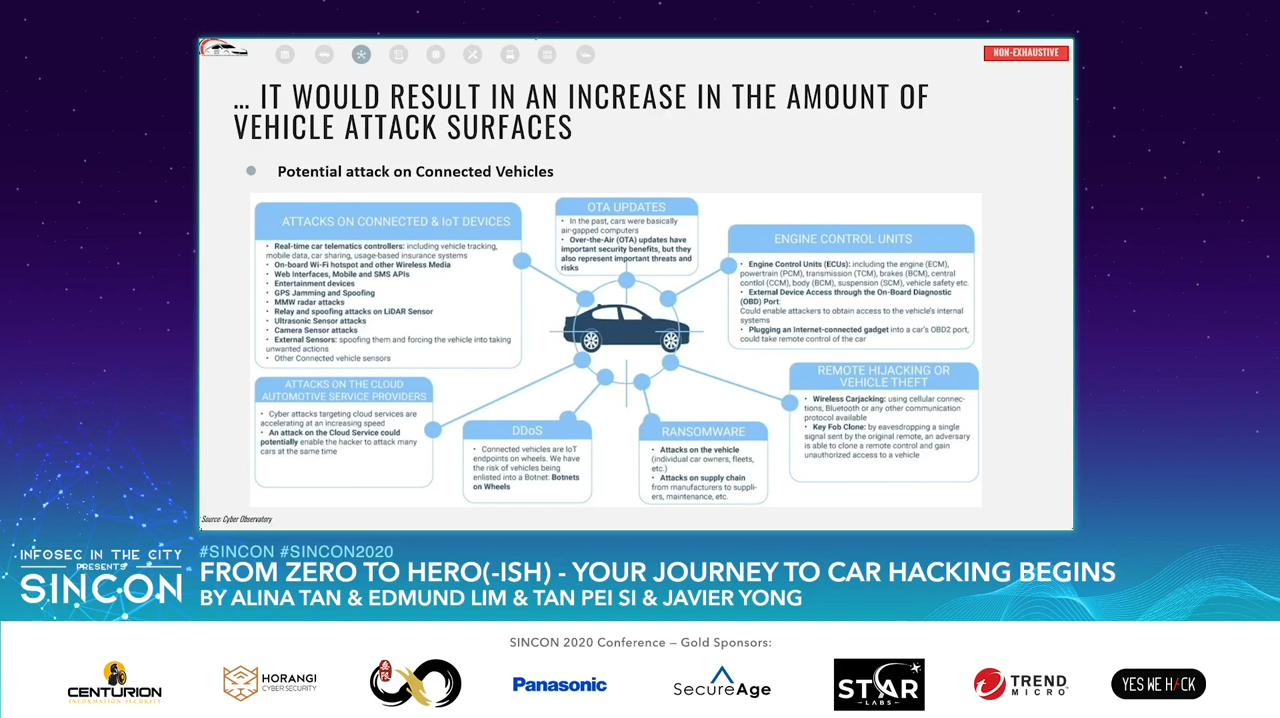 NON-EXHAUSTIVE
... IT WOULD RESULT IN AN INCREASE IN THE AMOUNT OF
VEHICLE ATTACK SURFACES
Potential attack on Connected Vehicles
ATTACKS ON CONNECTED & IoT DEVICES
• Real-time car telematics controllers: including vehicle tracking,
mobile data, car sharing, usage-based insurance systems
• On-board Wi-Fi hotspot and other Wireless Media
• Web Interfaces, Mobile and SMS APIs
• Entertainment devices
• GPS Jamming and Spoofing
• MMW radar attacks
• Relay and spoofing attacks on LiDAR Sensor
• Ultrasonic Sensor attacks
• Camera Sensor attacks
• External Sensors: spoofing them and forcing the vehicle into taking
unwanted actions
• Other Connected vehicle sensors
OTA UPDATES
• In the past, cars were basically
air-gapped computers
• Over-the-Air (OTA) updates have
important security benefits, but they
also represent important threats and
risks
ENGINE CONTROL UNITS
• Engine Control Units (ECUs): including the engine (ECM),
powertrain (PCM), transmission (TCM), brakes (BCM), central
control (CCM), body (BCM), suspension (SCM), vehicle safety etc.
• External Device Access through the On-Board Diagnostic
(OBD) Port:
Could enable attackers to obtain access to the vehicle's internal
systems
• Plugging an Internet-connected gadget into a car's OBD2 port,
could take remote control of the car
ATTACKS ON THE CLOUD
AUTOMOTIVE SERVICE PROVIDERS
• Cyber attacks targeting cloud services are
accelerating at an increasing speed
• An attack on the Cloud Service could
potentially enable the hacker to attack many
cars at the same time
DDoS
• Connected vehicles are IoT
endpoints on wheels. We have
the risk of vehicles being
enlisted into a Botnet: Botnets
on Wheels
RANSOMWARE
• Attacks on the vehicle
(individual car owners, fleets,
etc.)
• Attacks on supply chain
from manufacturers to suppli-
ers, maintenance, etc.
REMOTE HIJACKING OR
VEHICLE THEFT
• Wireless Carjacking: using cellular connec-
tions, Bluetooth or any other communication
protocol available
• Key Fob Clone: by eavesdropping a single
signal sent by the original remote, an adversary
is able to clone a remote control and gain
unauthorized access to a vehicle
Source: Cyber Observatory
INFOSEC IN THE CITY
PRESENTS
SINCON
#SINCON #SINCON2020
FROM ZERO TO HERO(-ISH) - YOUR JOURNEY TO CAR HACKING BEGINS
BY ALINA TAN & EDMUND LIM & TAN PEI SI & JAVIER YONG
SINCON 2020 Conference – Gold Sponsors:
CENTURION
INFORMATION SECURITY
HORANGI
CYBER SECURITY
Panasonic
SecureAge
STAR
LABS
TREND
MICRO
YES WE H/CK